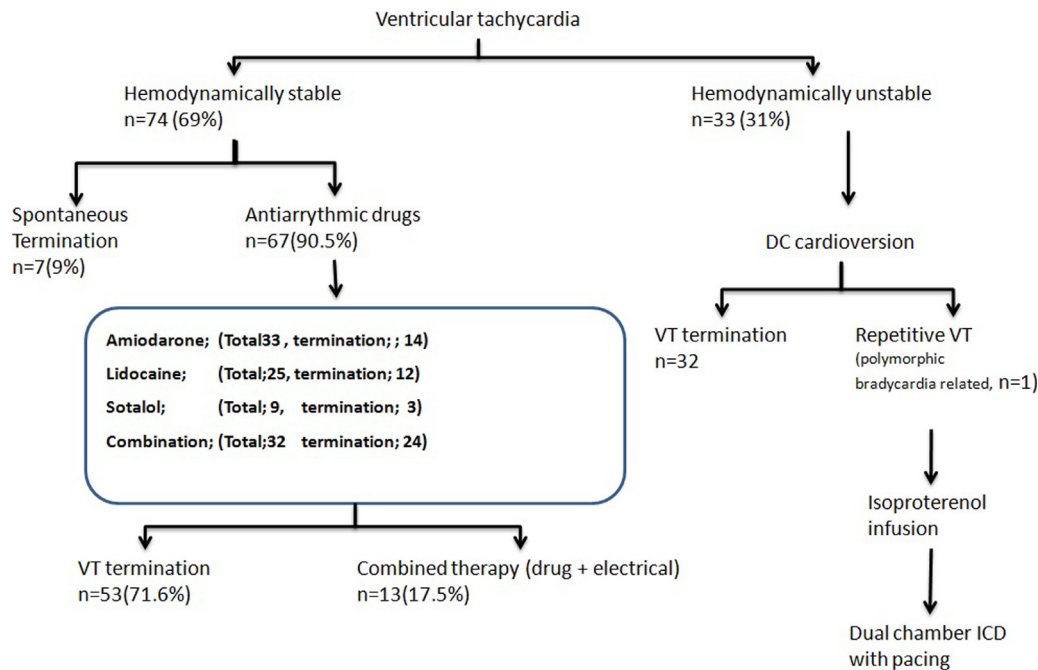 Ventricular tachycardia
Hemodynamically stable
n=74 (69%)
Hemodynamically unstable
n=33 (31%)
Spontaneous
Termination
n=7(9%)
Antiarrythmic drugs
n=67(90.5%)
DC cardioversion
Amiodarone; (Total33 , termination; ; 14)
Lidocaine; (Total;25, termination; 12)
Sotalol; (Total; 9, termination; 3)
Combination; (Total;32 termination; 24)
VT termination
n=32
Repetitive VT
(polymorphic
bradycardia related, n=1)
Isoproterenol
infusion
VT termination
n=53(71.6%)
Combined therapy (drug + electrical)
n=13(17.5%)
Dual chamber ICD
with pacing